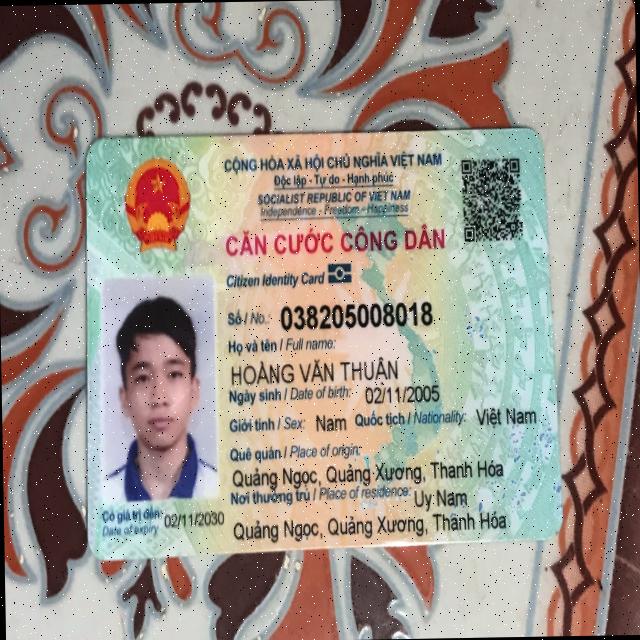 CỘNG HÒA XÃ HỘI CHỦ NGHĨA VIỆT NAM
Độc lập - Tự do - Hạnh phúc
SOCIALIST REPUBLIC OF VIET NAM
Independence - Freedom - Happiness
CĂN CƯỚC CÔNG DÂN
Citizen Identity Card
Số / No.: 038205008018
Họ và tên / Full name:
HOÀNG VĂN THUÂN
Ngày sinh / Date of birth: 02/11/2005
Giới tính / Sex: Nam Quốc tịch / Nationality: Việt Nam
Quê quán / Place of origin:
Quảng Ngọc, Quảng Xương, Thanh Hóa
Nơi thường trú / Place of residence: Uy Nam
Quảng Ngọc, Quảng Xương, Thanh Hóa
Có giá trị đến: 02/11/2030
Date of expiry